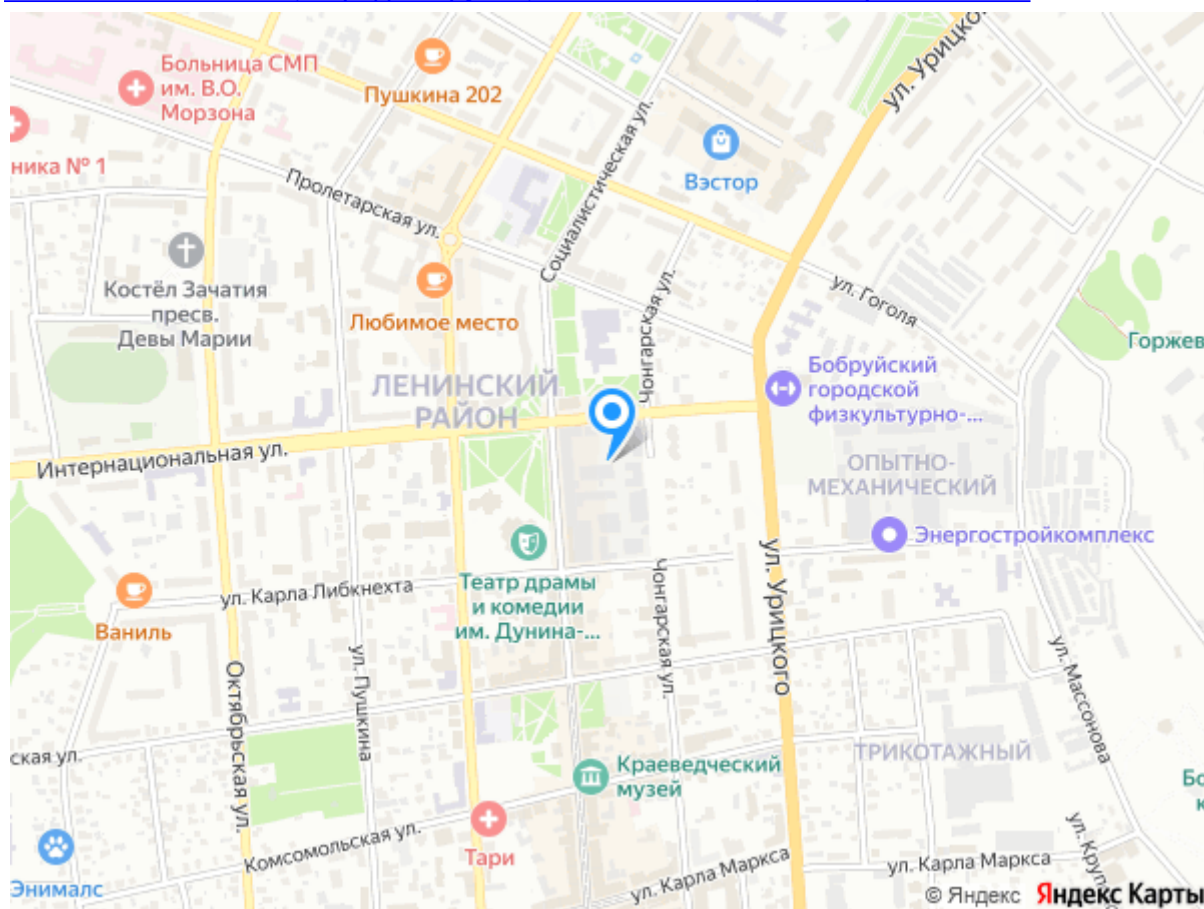 ул. Урицко
Больница СМП
им. В.О.
Морзона
Пушкина 202
Вэстор
ника № 1
Пролетарская ул.
Социалистическая ул.
Чонгарская ул.
ул. Гоголя
Костёл Зачатия
пресв.
Девы Марии
Любимое место
Горжев
ЛЕНИНСКИЙ
РАЙОН
Бобруйский
городской
физкультурно-...
Интернациональная ул.
ОПЫТНО-
МЕХАНИЧЕСКИЙ
Энергостройкомплекс
Театр драмы
и комедии
им. Дунина-...
ул. Карла Либкнехта
Ваниль
Чонгарская ул.
ул. Урицкого
ул. Пушкина
Октябрьская ул.
ул. Массонова
ская ул.
ТРИКОТАЖНЫЙ
Краеведческий
музей
Бо
к
Комсомольская ул.
Тари
Энималс
ул. Карла Маркса
ул. Карла Маркса
ул. Круп
© Яндекс Яндекс Карты